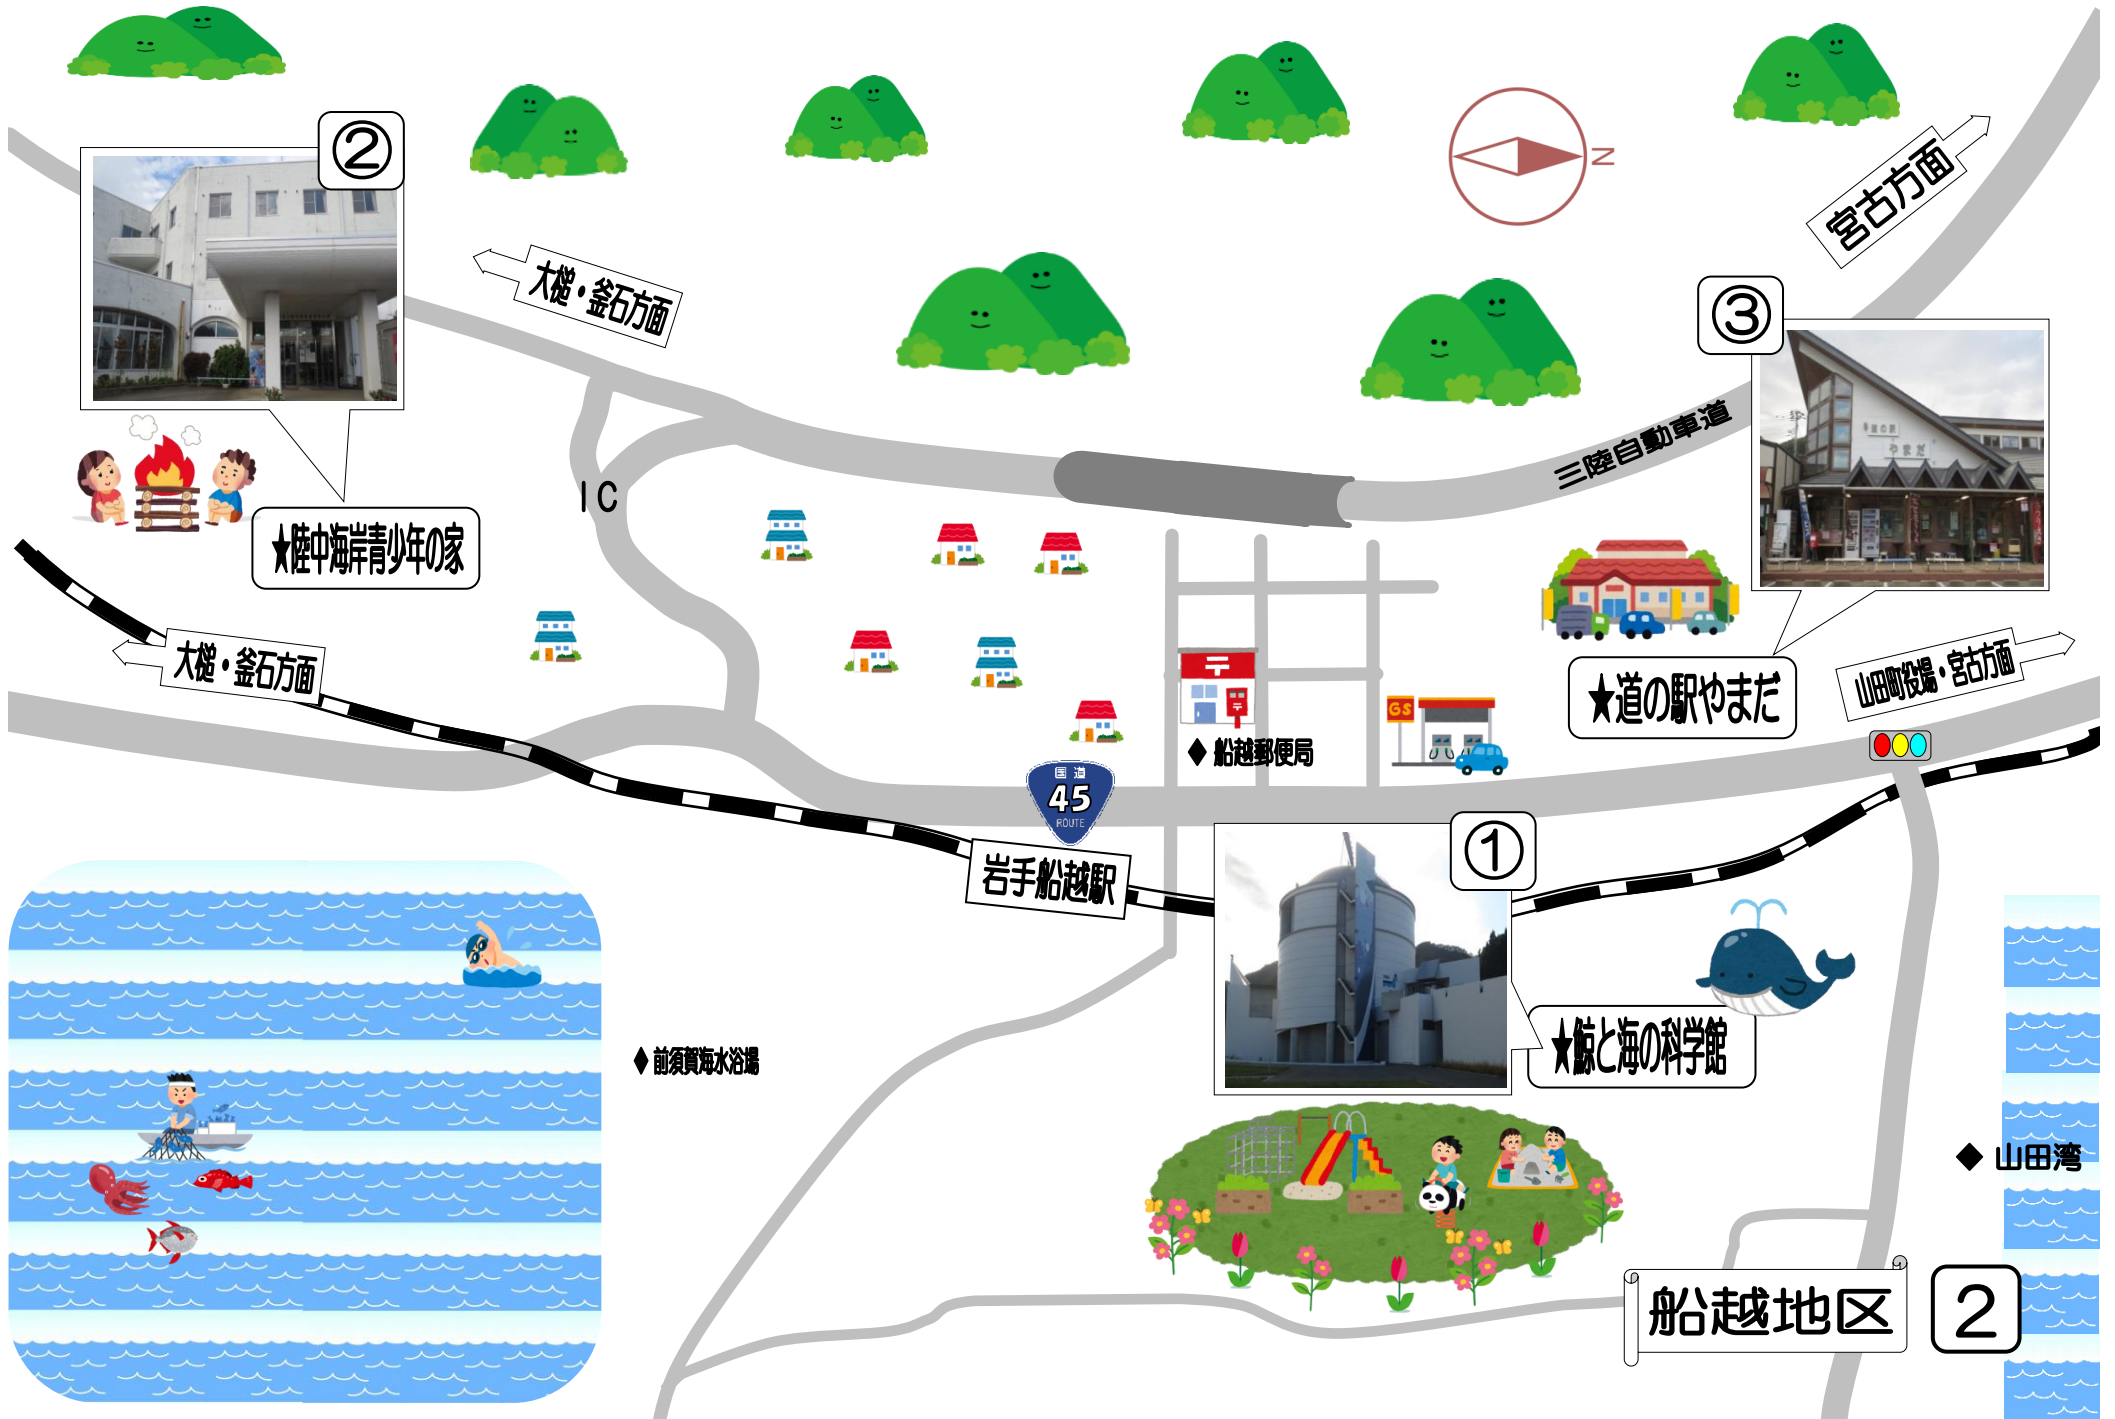 ②
N
宮古方面
大槌・釜石方面
③
三陸自動車道
やまだ
IC
★陸中海岸青少年の家
大槌・釜石方面
〒
〒
GS
★道の駅やまだ
山田町役場・宮古方面
◆ 船越郵便局
国道
45
ROUTE
①
岩手船越駅
★鯨と海の科学館
◆ 前須賀海水浴場
◆ 山田湾
船越地区
2